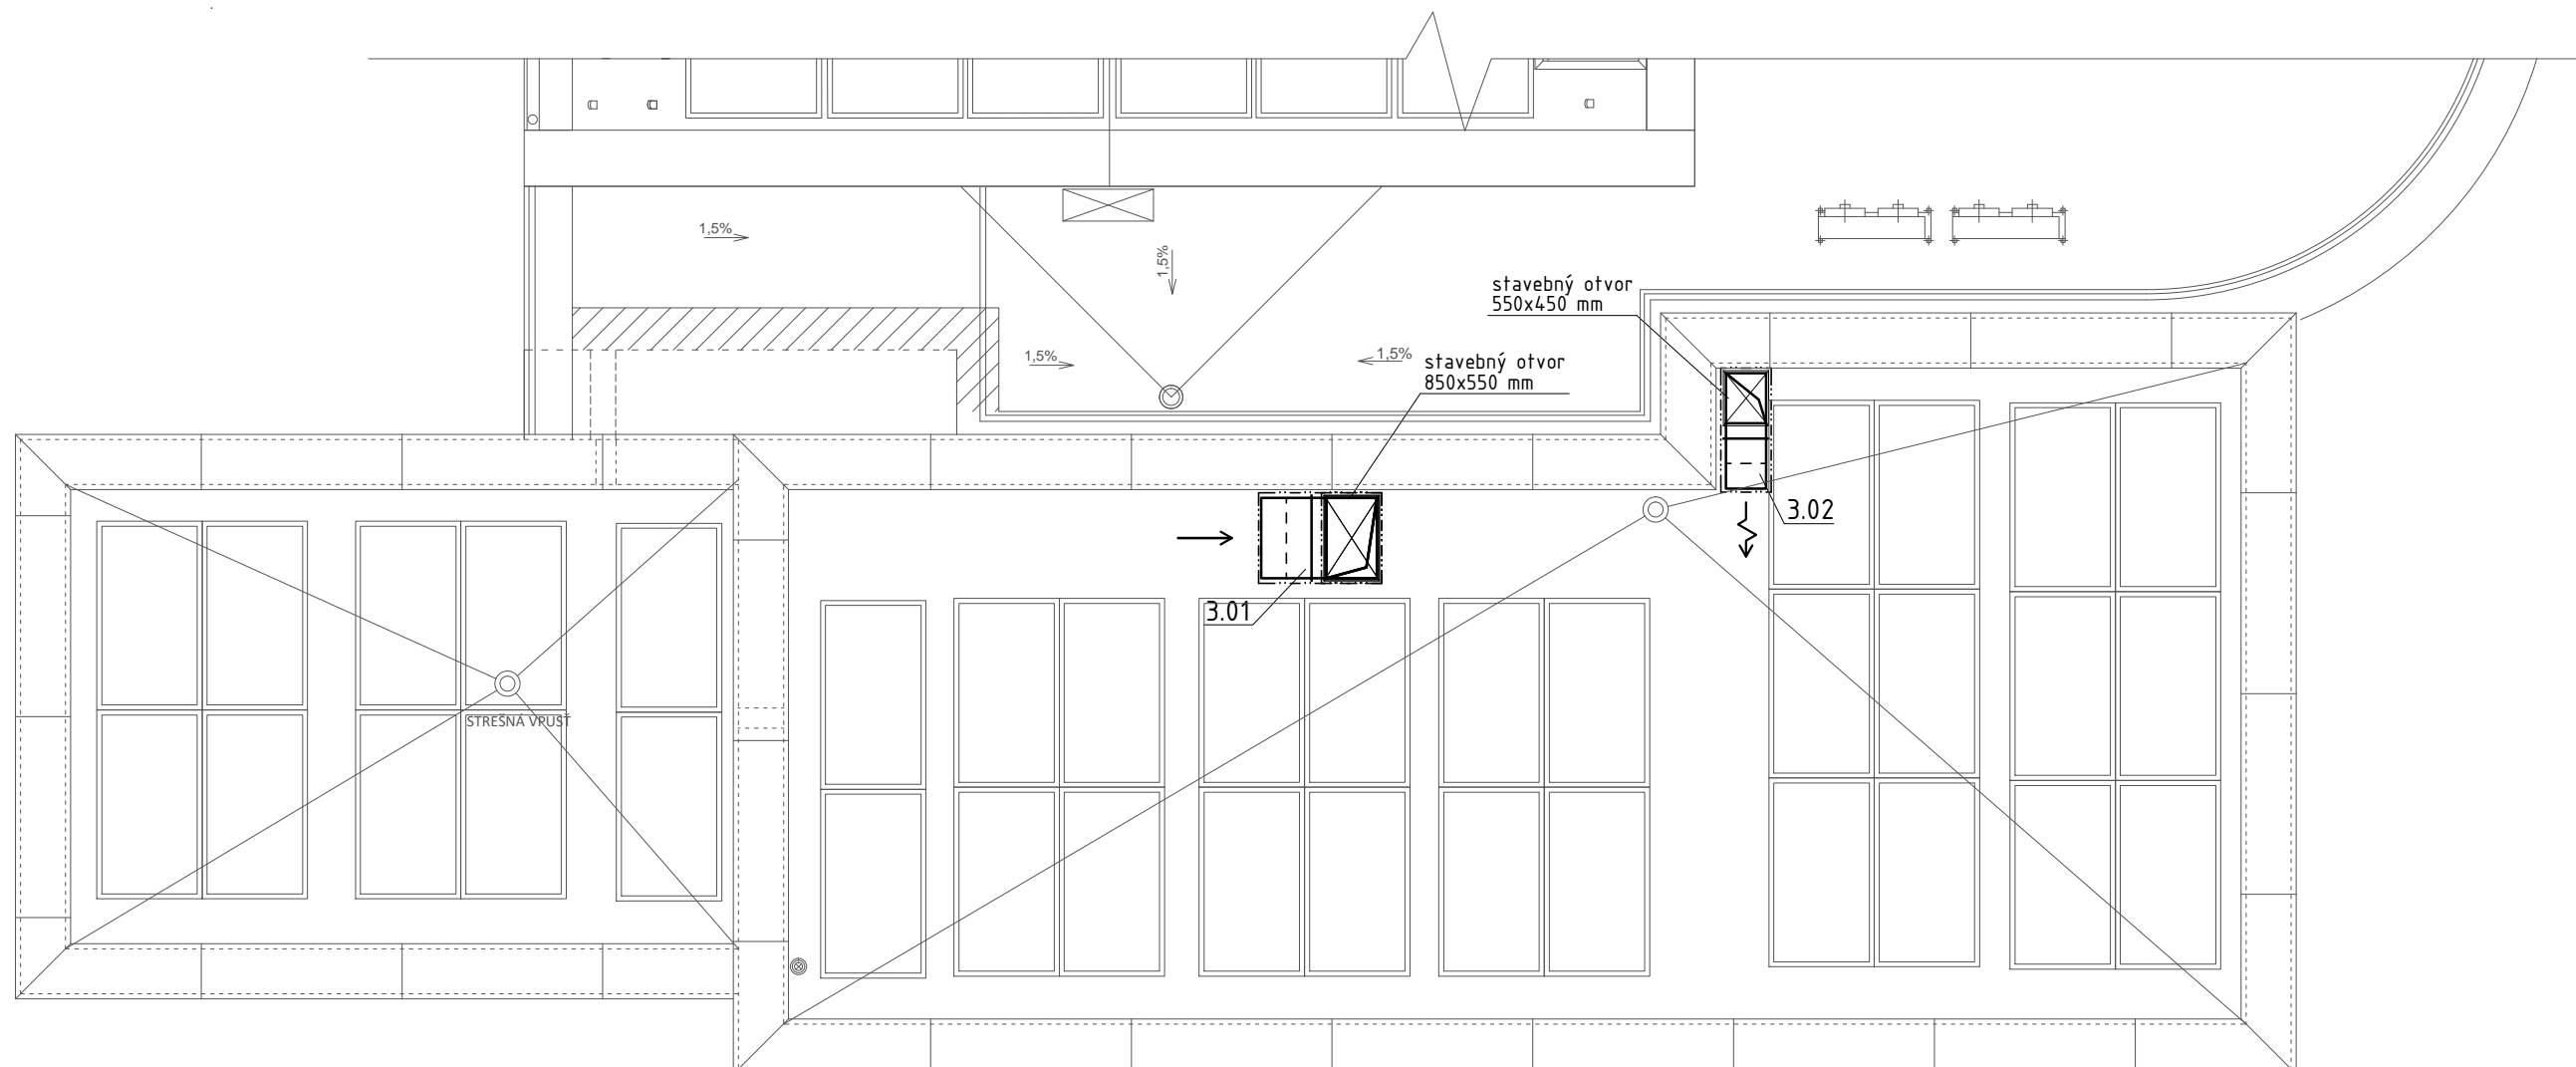 1,5%
1,5%
stavebný otvor
550x450 mm
1,5%
1,5%
stavebný otvor
850x550 mm
3.02
3.01
STREŠNÁ VPUSŤ